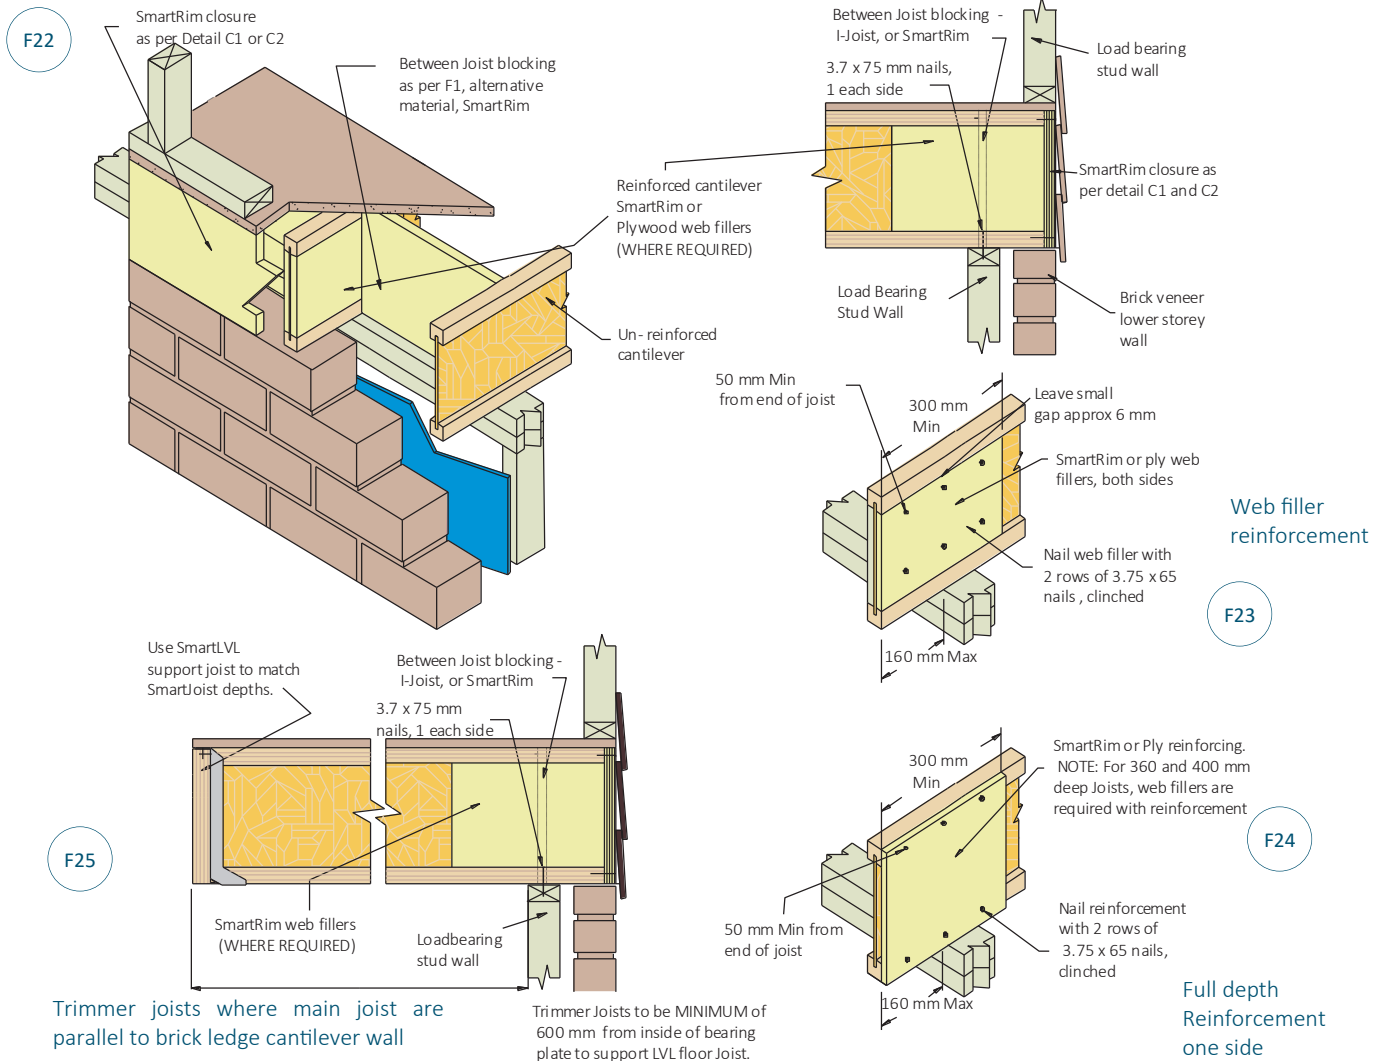 F22
SmartRim closure
as per Detail C1 or C2
Between Joist blocking
as per F1, alternative
material, SmartRim
Reinforced cantilever
SmartRim or
Plywood web fillers
(WHERE REQUIRED)
Un- reinforced
cantilever
Between Joist blocking -
I-Joist, or SmartRim
3.7 x 75 mm nails,
1 each side
Load bearing
stud wall
SmartRim closure as
per detail C1 and C2
Load Bearing
Stud Wall
Brick veneer
lower storey
wall
50 mm Min
from end of joist
300 mm
Min
Leave small
gap approx 6 mm
SmartRim or ply web
fillers, both sides
Nail web filler with
2 rows of 3.75 x 65
nails , clinched
160 mm Max
Web filler
reinforcement
F23
Use SmartLVL
support joist to match
SmartJoist depths.
Between Joist blocking -
I-Joist, or SmartRim
3.7 x 75 mm
nails, 1 each side
F25
SmartRim web fillers
(WHERE REQUIRED)
Loadbearing
stud wall
Trimmer joists where main joist are
parallel to brick ledge cantilever wall
Trimmer Joists to be MINIMUM of
600 mm from inside of bearing
plate to support LVL floor Joist.
300 mm
Min
SmartRim or Ply reinforcing.
NOTE: For 360 and 400 mm
deep Joists, web fillers are
required with reinforcement
F24
50 mm Min from
end of joist
Nail reinforcement
with 2 rows of
3.75 x 65 nails,
clinched
160 mm Max
Full depth
Reinforcement
one side